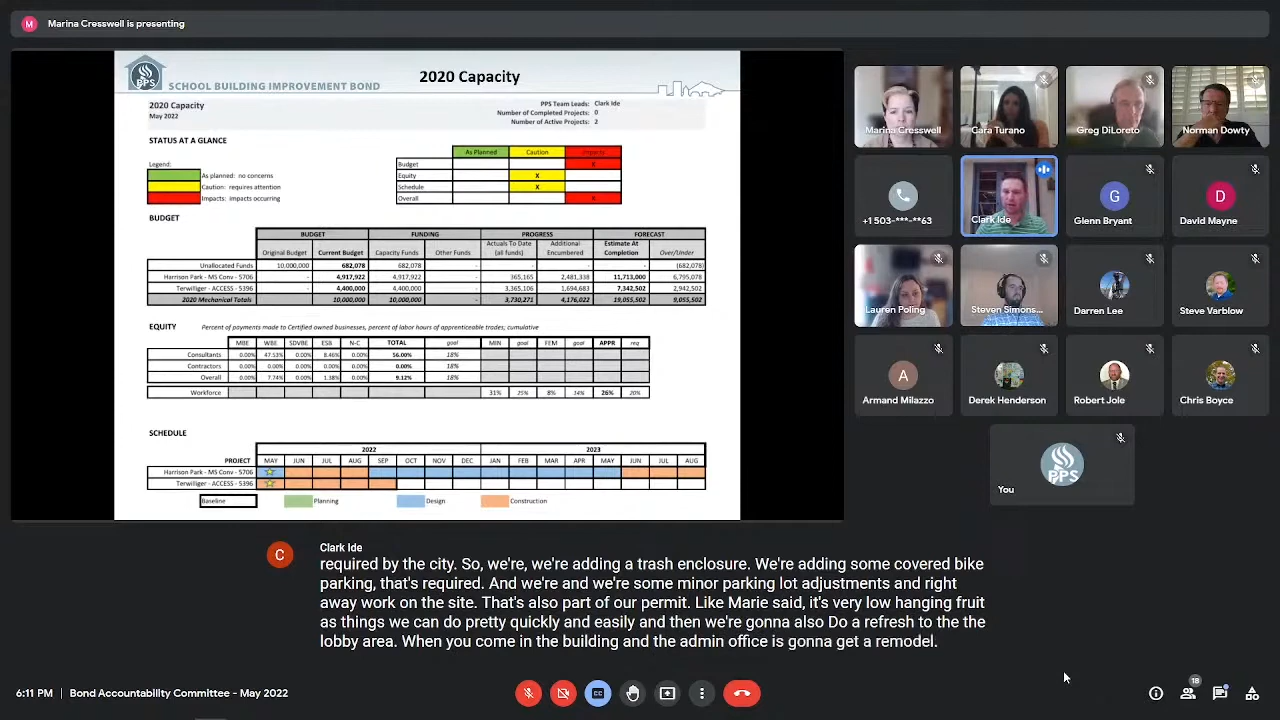 M Marina Cresswell is presenting
PPS SCHOOL BUILDING IMPROVEMENT BOND 2020 Capacity
2020 Capacity
May 2022
PPS Team Leads: Clark Ide
Number of Completed Projects: 0
Number of Active Projects: 2
STATUS AT A GLANCE
As Planned Caution Impacts
Legend:
Budget X
As planned: no concerns
Equity X
Caution: requires attention
Schedule X
Impacts: impacts occurring
Overall X
BUDGET
BUDGET FUNDING PROGRESS FORECAST
Original Budget Current Budget Capacity Funds Other Funds Actuals To Date (all funds) Additional Encumbered Estimate At Completion Over/Under
Unallocated Funds 10,000,000 682,078 682,078 - - - - (682,078)
Harrison Park - MS Conv - 5706 - 4,917,922 4,917,922 - 365,165 2,481,338 11,713,000 6,795,078
Terwilliger - ACCESS - 5396 - 4,400,000 4,400,000 - 3,365,106 1,694,683 7,342,502 2,942,502
2020 Mechanical Totals 10,000,000 10,000,000 - 3,730,271 4,176,022 19,055,502 9,055,502
EQUITY Percent of payments made to Certified owned businesses, percent of labor hours of apprenticeable trades; cumulative
MBE WBE SDVBE ESB N-C TOTAL goal MIN goal FEM goal APPR req
Consultants 0.00% 47.53% 0.00% 8.46% 0.00% 56.00% 18%
Contractors 0.00% 0.00% 0.00% 0.00% 0.00% 0.00% 18%
Overall 0.00% 7.74% 0.00% 1.38% 0.00% 9.12% 18%
Workforce 31% 25% 8% 14% 26% 20%
SCHEDULE
2022 2023
PROJECT MAY JUN JUL AUG SEP OCT NOV DEC JAN FEB MAR APR MAY JUN JUL AUG
Harrison Park - MS Conv - 5706
Terwilliger - ACCESS - 5396
Baseline Planning Design Construction
Marina Cresswell
Cara Turano
Greg DiLoreto
Norman Dowty
+1 503-****63
Clark Ide
G Glenn Bryant
D David Mayne
Lauren Poling
Steven Simons...
Darren Lee
Steve Varblow
A Armand Milazzo
Derek Henderson
Robert Jole
Chris Boyce
PPS
You
C Clark Ide
required by the city. So, we're, we're adding a trash enclosure. We're adding some covered bike
parking, that's required. And we're some minor parking lot adjustments and right
away work on the site. That's also part of our permit. Like Marie said, it's very low hanging fruit
as things we can do pretty quickly and easily and then we're gonna also Do a refresh to the the
lobby area. When you come in the building and the admin office is gonna get a remodel.
6:11 PM | Bond Accountability Committee - May 2022
CC
18